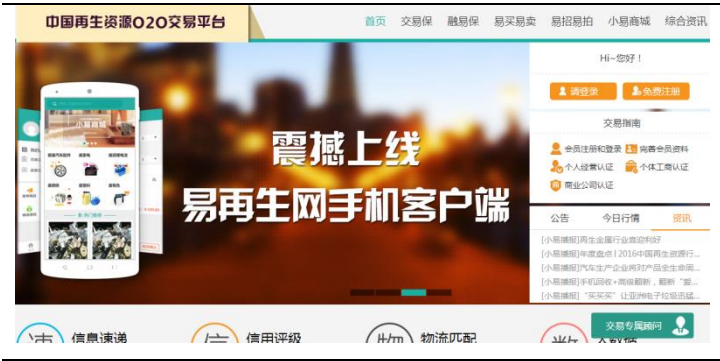 中国再生资源O2O交易平台
首页 交易保 融易保 易买易卖 易招易拍 小易商城 综合资讯
Hi~您好！
请登录 免费注册
交易指南
会员注册和登录 完善会员资料
个人经营认证 个体工商认证
商业公司认证
小易商城
震撼上线
易再生网手机客户端
公告 今日行情 资讯
[小易播报]再生金属行业靠迎利好
[小易播报]年度盘点 | 2016中国再生资源行...
[小易播报]汽车生产企业将对产品全生命周...
[小易播报]手机回收+高级翻新，翻新“爱...
[小易播报]“买买买”让亚洲电子垃圾迅猛...
交易专属顾问
速 信息速递
信 信用评级
物流匹配